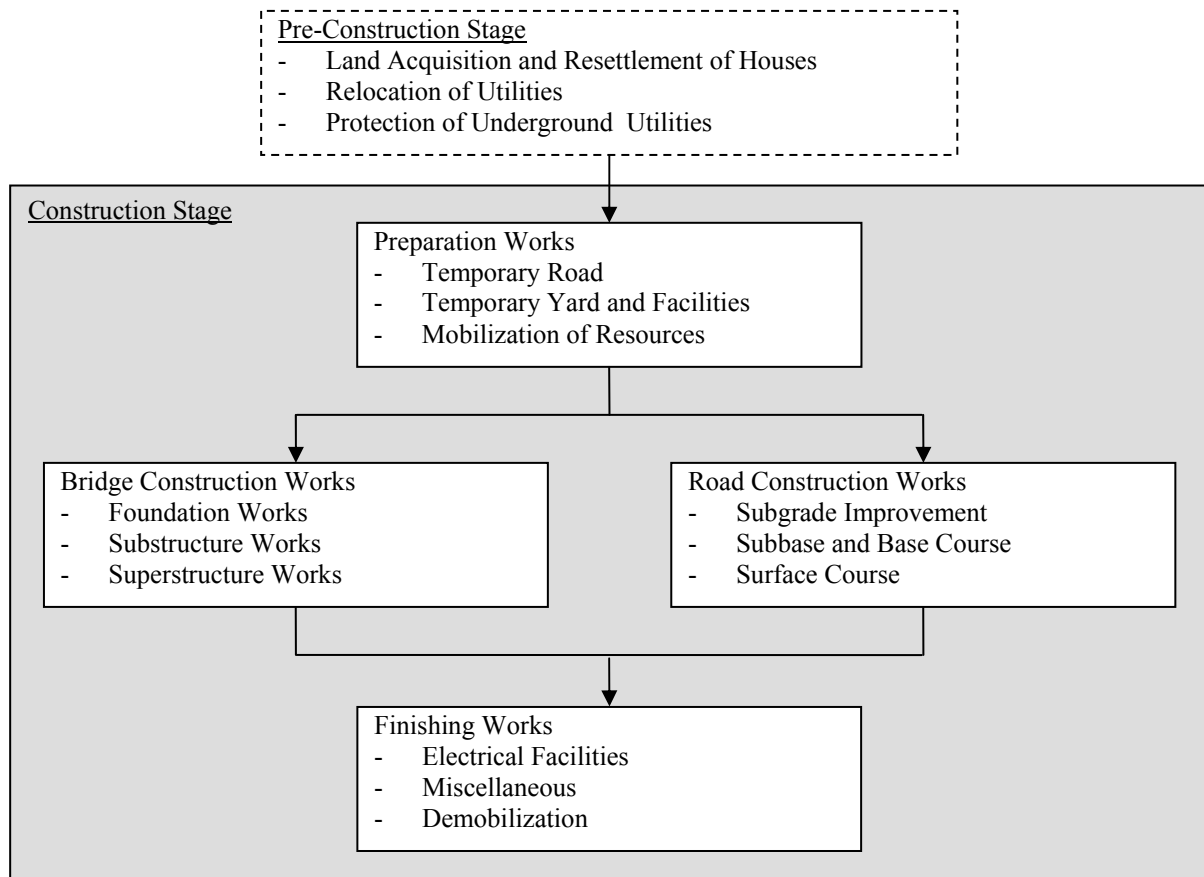 Pre-Construction Stage
- Land Acquisition and Resettlement of Houses
- Relocation of Utilities
- Protection of Underground Utilities
Construction Stage
Preparation Works
- Temporary Road
- Temporary Yard and Facilities
- Mobilization of Resources
Bridge Construction Works
- Foundation Works
- Substructure Works
- Superstructure Works
Road Construction Works
- Subgrade Improvement
- Subbase and Base Course
- Surface Course
Finishing Works
- Electrical Facilities
- Miscellaneous
- Demobilization